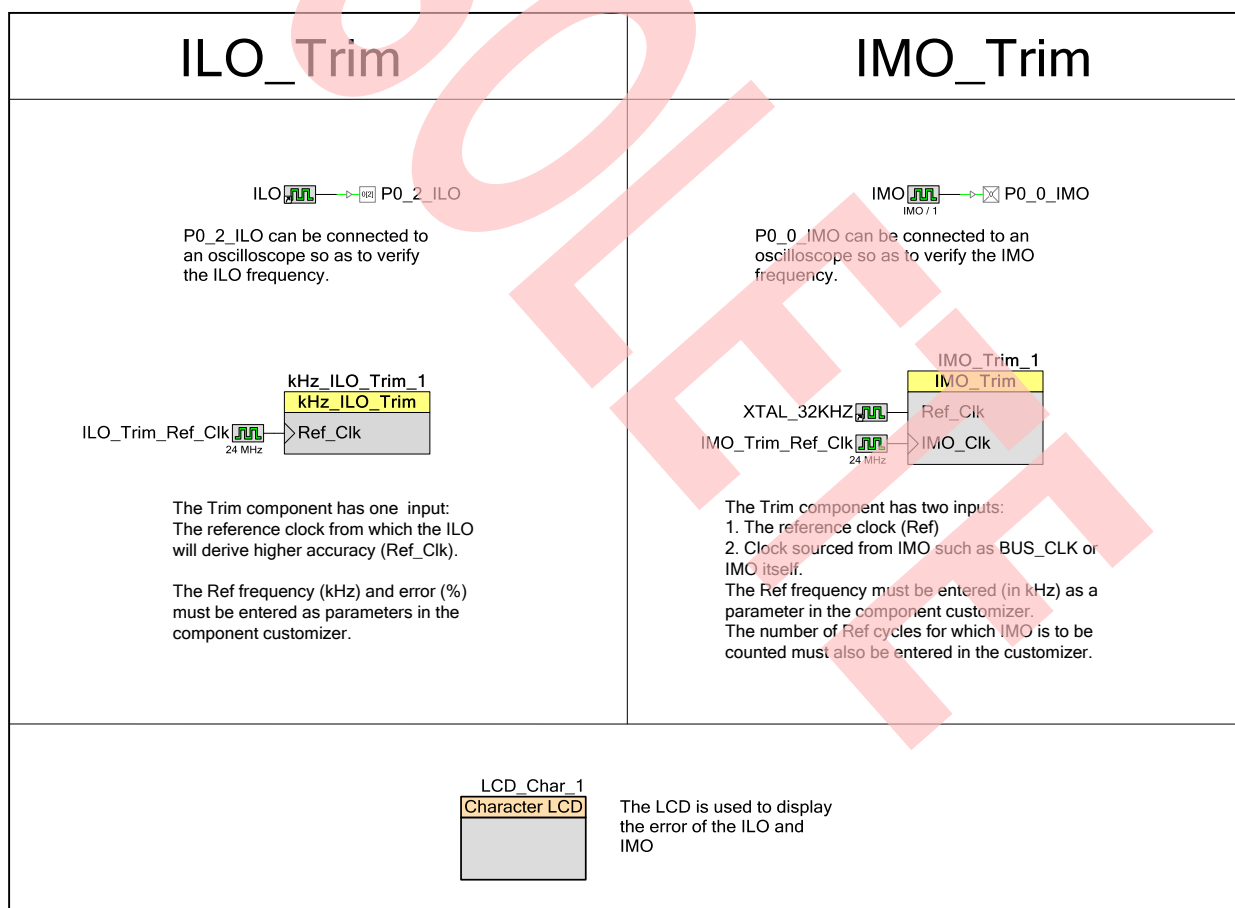 ILO_Trim
ILO
0[2]
P0_2_ILO
P0_2_ILO can be connected to
an oscilloscope so as to verify
the ILO frequency.
kHz_ILO_Trim_1
kHz_ILO_Trim
ILO_Trim_Ref_Clk
24 MHz
Ref_Clk
The Trim component has one input:
The reference clock from which the ILO
will derive higher accuracy (Ref_Clk).
The Ref frequency (kHz) and error (%)
must be entered as parameters in the
component customizer.
IMO_Trim
IMO
IMO / 1
P0_0_IMO
P0_0_IMO can be connected to an
oscilloscope so as to verify the IMO
frequency.
IMO_Trim_1
IMO_Trim
XTAL_32KHZ
Ref_Clk
IMO_Trim_Ref_Clk
24 MHz
IMO_Clk
The Trim component has two inputs:
1. The reference clock (Ref)
2. Clock sourced from IMO such as BUS_CLK or
IMO itself.
The Ref frequency must be entered (in kHz) as a
parameter in the component customizer.
The number of Ref cycles for which IMO is to be
counted must also be entered in the customizer.
LCD_Char_1
Character LCD
The LCD is used to display
the error of the ILO and
IMO
SOLETE